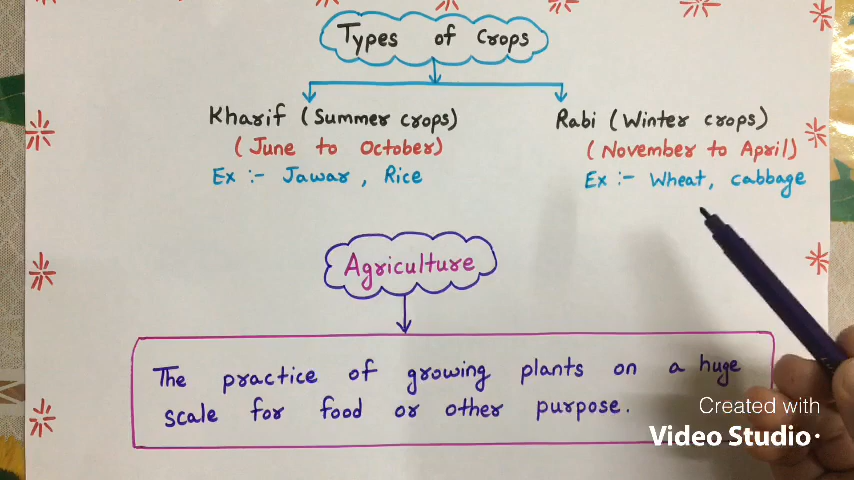 Types of Crops
Kharif (Summer crops)
(June to October)
Ex :- Jawar, Rice
Rabi (Winter crops)
(November to April)
Ex :- Wheat, cabbage
Agriculture
The practice of growing plants on a huge
scale for food or other purpose.
Created with
Video Studio